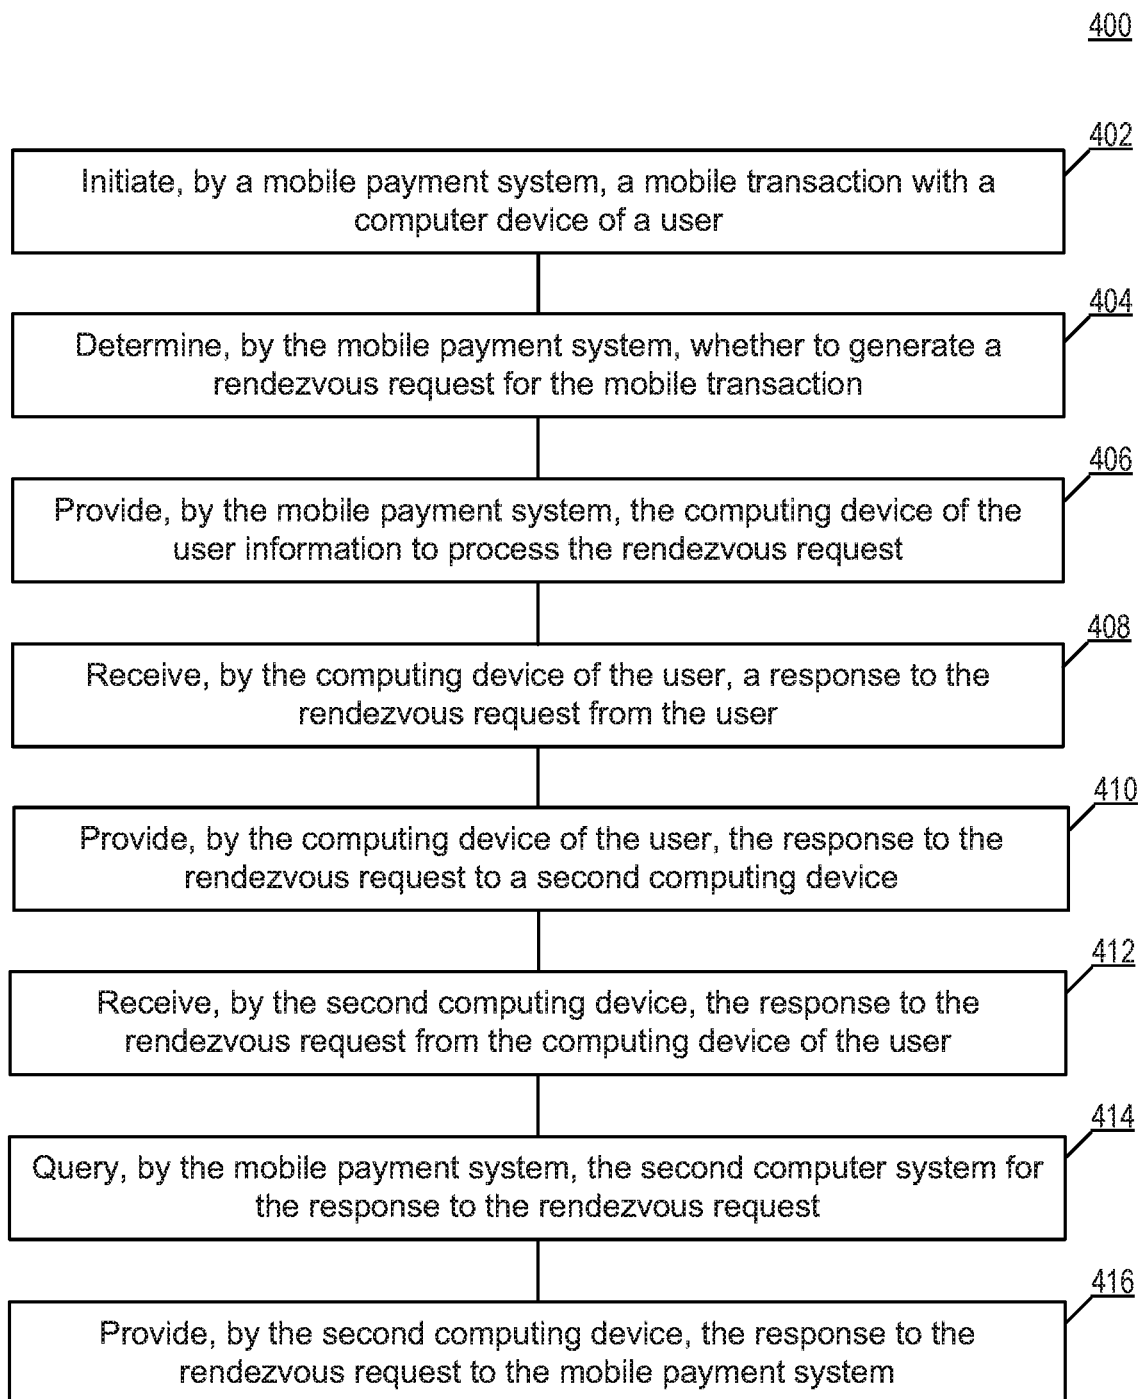 400
402
Initiate, by a mobile payment system, a mobile transaction with a
computer device of a user
404
Determine, by the mobile payment system, whether to generate a
rendezvous request for the mobile transaction
406
Provide, by the mobile payment system, the computing device of the
user information to process the rendezvous request
408
Receive, by the computing device of the user, a response to the
rendezvous request from the user
410
Provide, by the computing device of the user, the response to the
rendezvous request to a second computing device
412
Receive, by the second computing device, the response to the
rendezvous request from the computing device of the user
414
Query, by the mobile payment system, the second computer system for
the response to the rendezvous request
416
Provide, by the second computing device, the response to the
rendezvous request to the mobile payment system